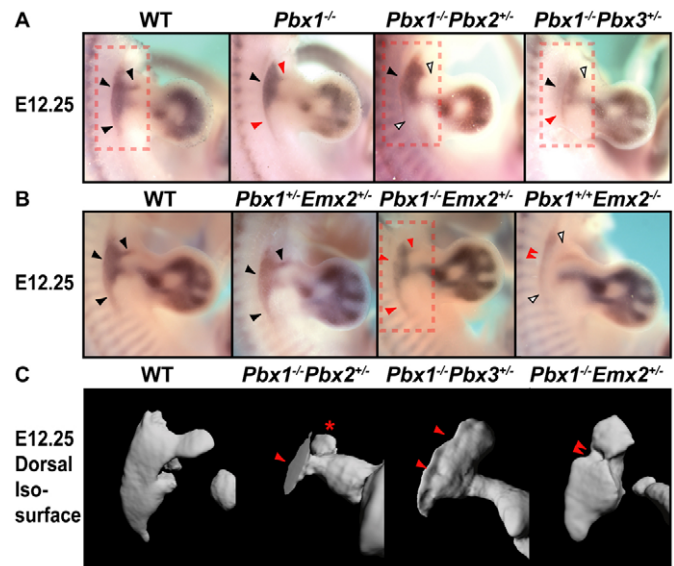 A WT Pbx1-/- Pbx1-/-Pbx2+/- Pbx1-/-Pbx3+/-
E12.25
B WT Pbx1+/-Emx2+/- Pbx1-/-Emx2+/- Pbx1+/+Emx2-/-
E12.25
C WT Pbx1-/-Pbx2+/- Pbx1-/-Pbx3+/- Pbx1-/-Emx2+/-
*
E12.25
Dorsal
Iso-
surface